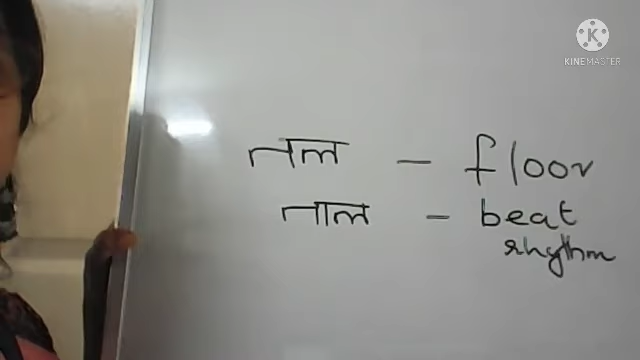 KINEMASTER
तल - floor
ताल - beat
rhythm